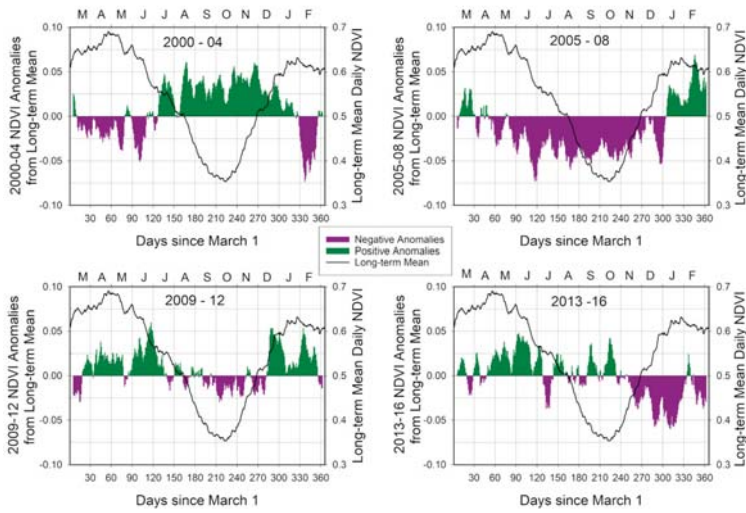 M A M J J A S O N D J F
2000 - 04
0.10
0.05
0.00
-0.05
-0.10
0.7
0.6
0.5
0.4
0.3
30 60 90 120 150 180 210 240 270 300 330 360
Days since March 1
2000-04 NDVI Anomalies
from Long-term Mean
Long-term Mean Daily NDVI
M A M J J A S O N D J F
2005 - 08
0.10
0.05
0.00
-0.05
-0.10
0.7
0.6
0.5
0.4
0.3
30 60 90 120 150 180 210 240 270 300 330 360
Days since March 1
2005-08 NDVI Anomalies
from Long-term Mean
Long-term Mean Daily NDVI
Negative Anomalies
Positive Anomalies
Long-term Mean
M A M J J A S O N D J F
2009 - 12
0.10
0.05
0.00
-0.05
-0.10
0.7
0.6
0.5
0.4
0.3
30 60 90 120 150 180 210 240 270 300 330 360
Days since March 1
2009-12 NDVI Anomalies
from Long-term Mean
Long-term Mean Daily NDVI
M A M J J A S O N D J F
2013 -16
0.10
0.05
0.00
-0.05
-0.10
0.7
0.6
0.5
0.4
0.3
30 60 90 120 150 180 210 240 270 300 330 360
Days since March 1
2013-16 NDVI Anomalies
from Long-term Mean
Long-term Mean Daily NDVI